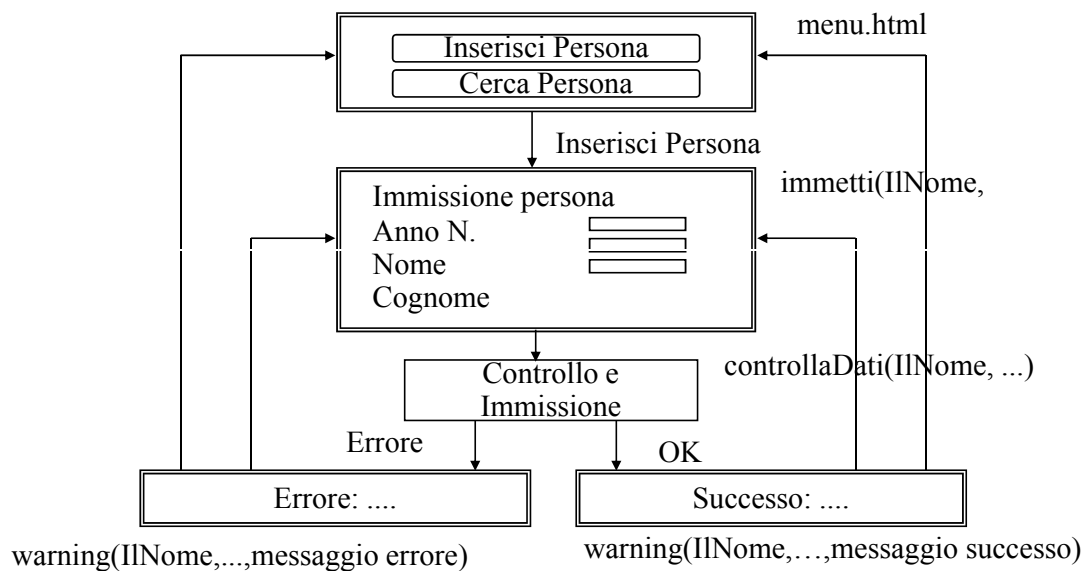 menu.html
Inserisci Persona
Cerca Persona
Inserisci Persona
immetti(IlNome,
Immissione persona
Anno N.
Nome
Cognome
controllaDati(IlNome, ...)
Controllo e
Immissione
Errore
OK
Errore: ....
Successo: ....
warning(IlNome,...,messaggio errore)
warning(IlNome,…,messaggio successo)